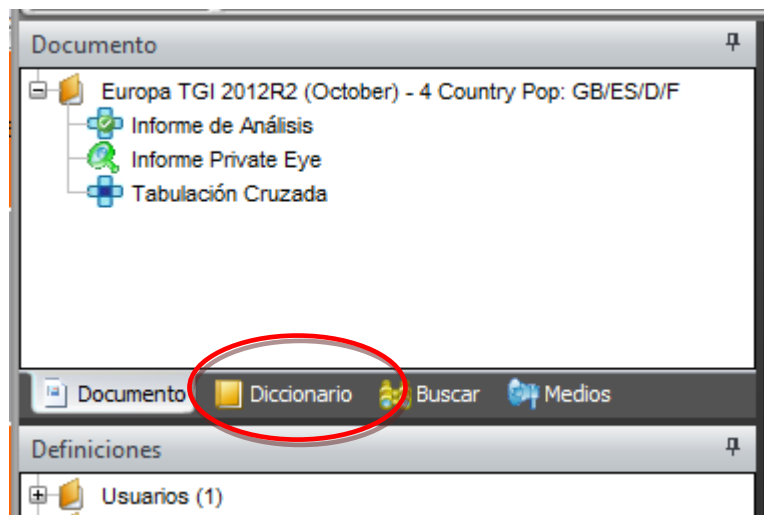 Documento
Europa TGI 2012R2 (October) - 4 Country Pop: GB/ES/D/F
Informe de Análisis
Informe Private Eye
Tabulación Cruzada
Documento Diccionario Buscar Medios
Definiciones
Usuarios (1)